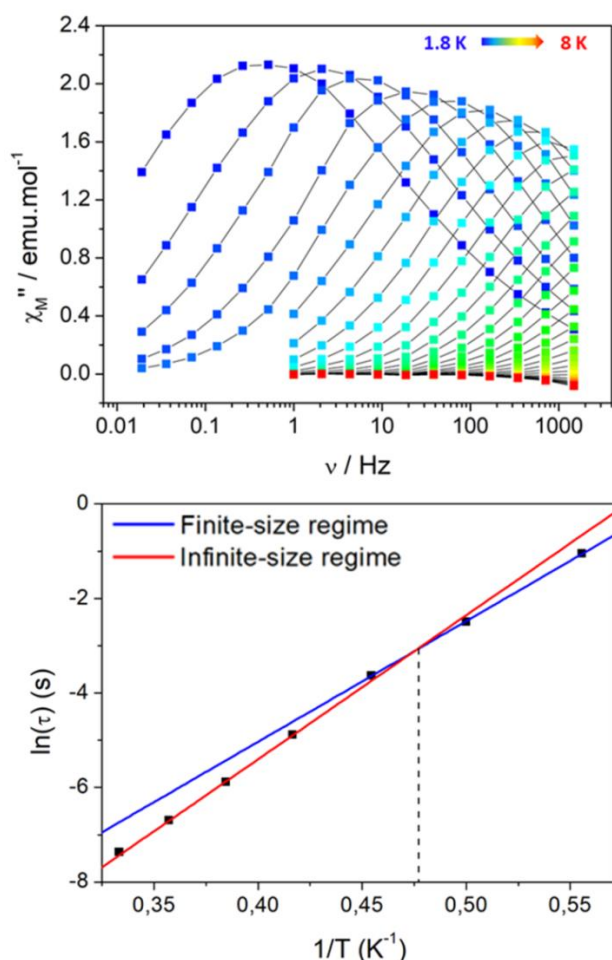 1.8 K 8 K
2.4
2.0
1.6
1.2
0.8
0.4
0.0
χM'' / emu.mol⁻¹
0.01 0.1 1 10 100 1000
ν / Hz
Finite-size regime
Infinite-size regime
0
-2
-4
-6
-8
ln(τ) (s)
0,35 0,40 0,45 0,50 0,55
1/T (K⁻¹)